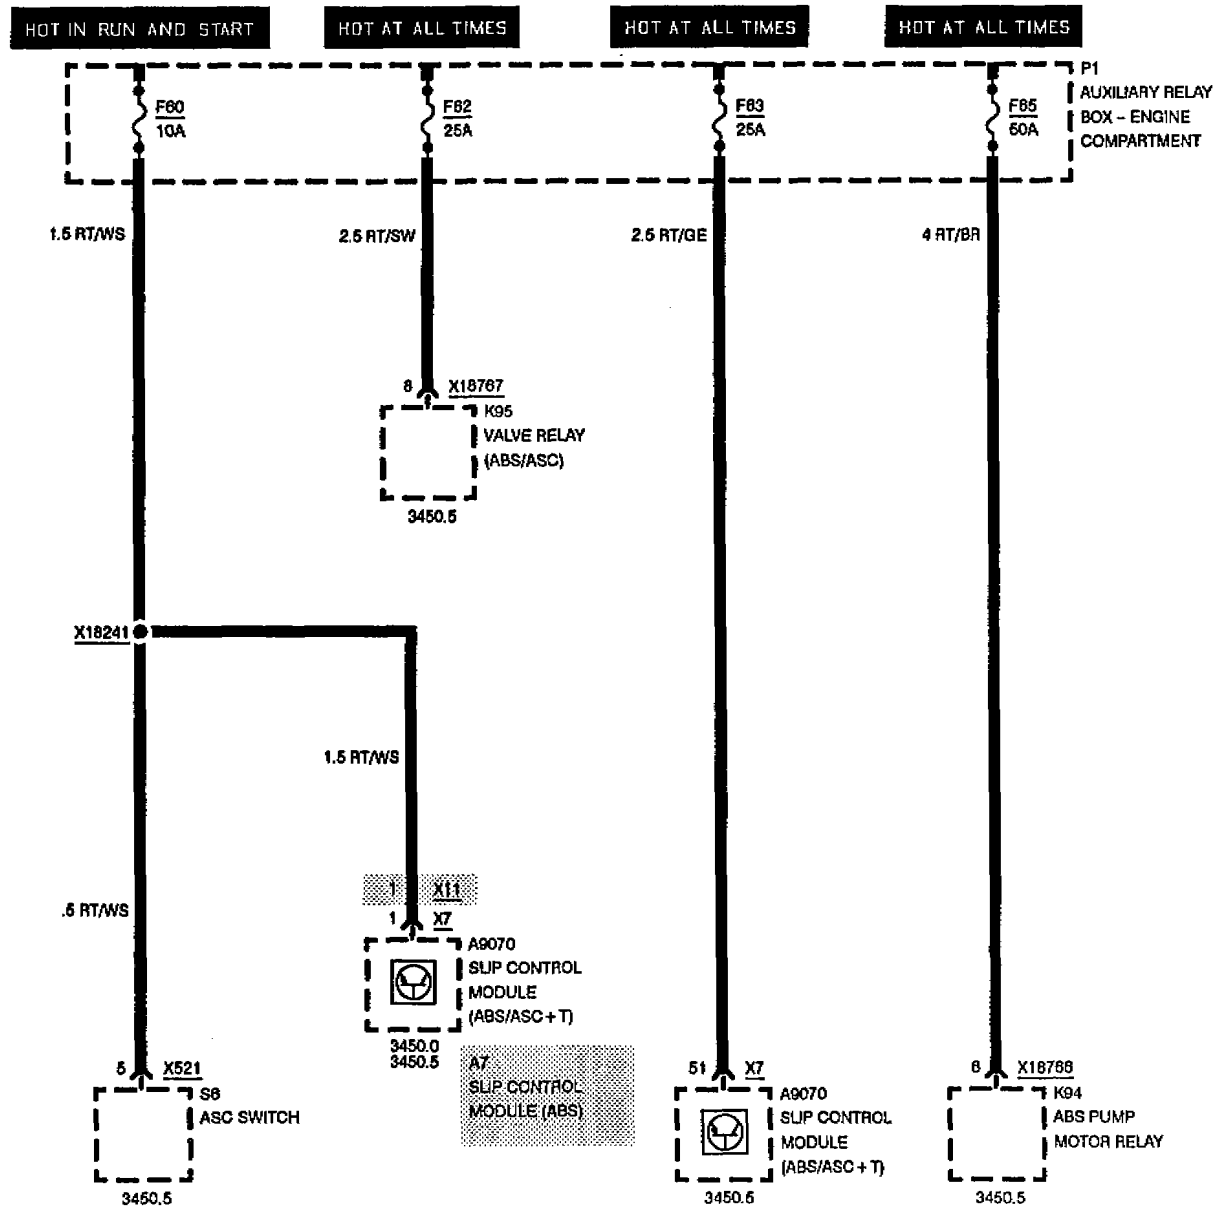 HOT IN RUN AND START
HOT AT ALL TIMES
HOT AT ALL TIMES
HOT AT ALL TIMES
P1
AUXILIARY RELAY
BOX – ENGINE
COMPARTMENT
F60
10A
F62
25A
F63
25A
F65
50A
1.5 RT/WS
2.5 RT/SW
2.5 RT/GE
4 RT/BR
8
X18767
K95
VALVE RELAY
(ABS/ASC)
3450.5
X18241
1.5 RT/WS
.5 RT/WS
1
X11
1
X7
A9070
SLIP CONTROL
MODULE
(ABS/ASC + T)
3450.0
3450.5
A7
SLIP CONTROL
MODULE (ABS)
5
X521
S6
ASC SWITCH
3450.5
51
X7
A9070
SLIP CONTROL
MODULE
(ABS/ASC + T)
3450.5
6
X18766
K94
ABS PUMP
MOTOR RELAY
3450.5